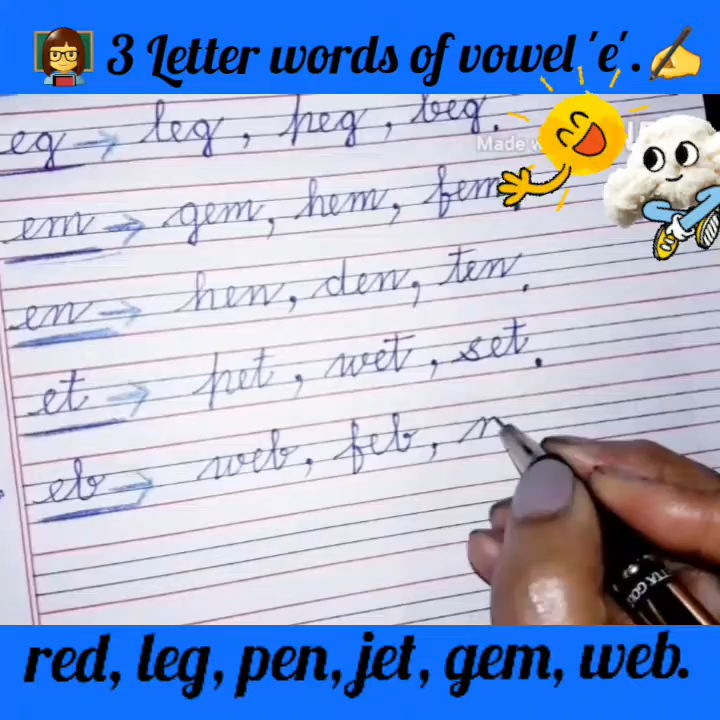 3 Letter words of vowel 'e'.
eg → leg, peg, beg.
Made w
em → gem, hem, fem.
en → hen, den, ten.
et → pet, wet, set.
eb → web, feb, n
red, leg, pen, jet, gem, web.